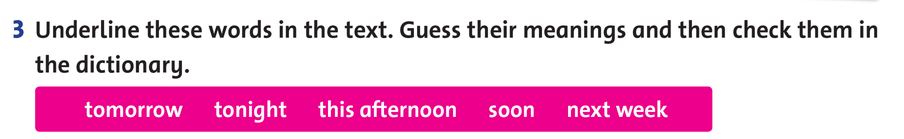 3 Underline these words in the text. Guess their meanings and then check them in
the dictionary.
tomorrow tonight this afternoon soon next week